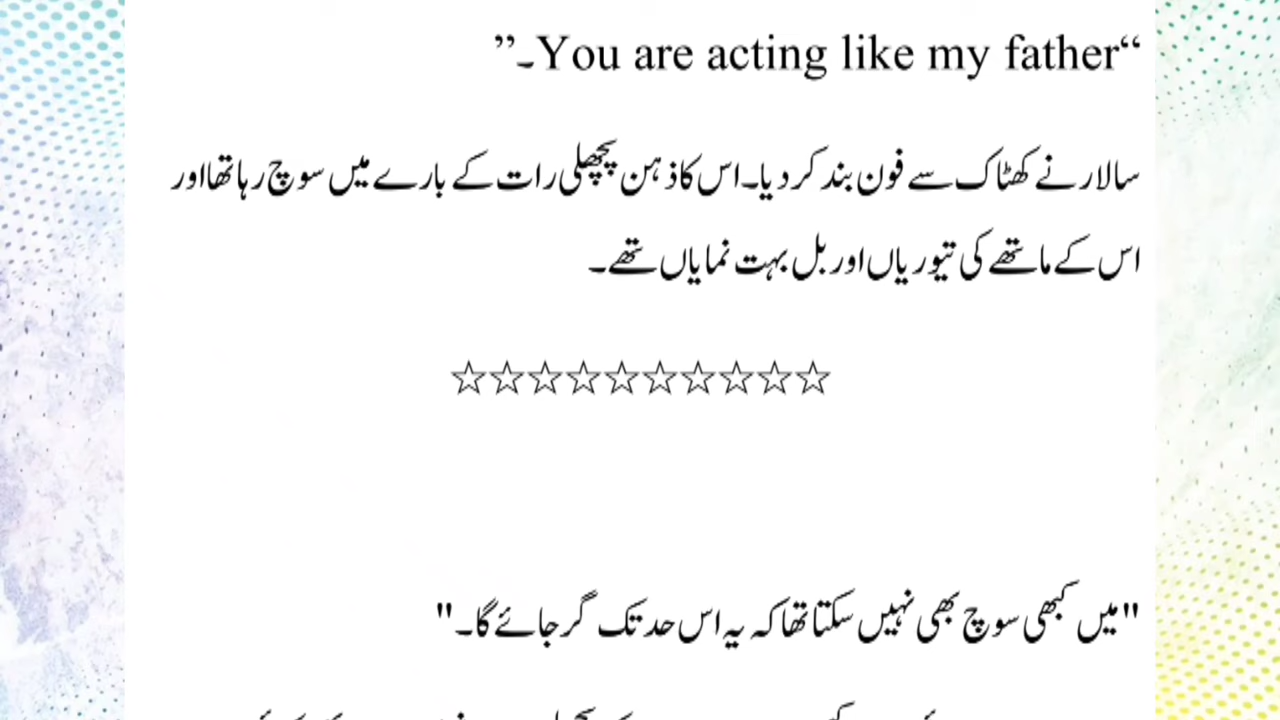 “You are acting like my father۔”
سالار نے کھٹاک سے فون بند کر دیا۔ اس کا ذہن پچھلی رات کے بارے میں سوچ رہا تھا اور
اس کے ماتھے کی تیوریاں اور بل بہت نمایاں تھے۔
☆☆☆☆☆☆☆☆☆☆
"میں کبھی سوچ بھی نہیں سکتا تھا کہ یہ اس حد تک گر جائے گا۔"